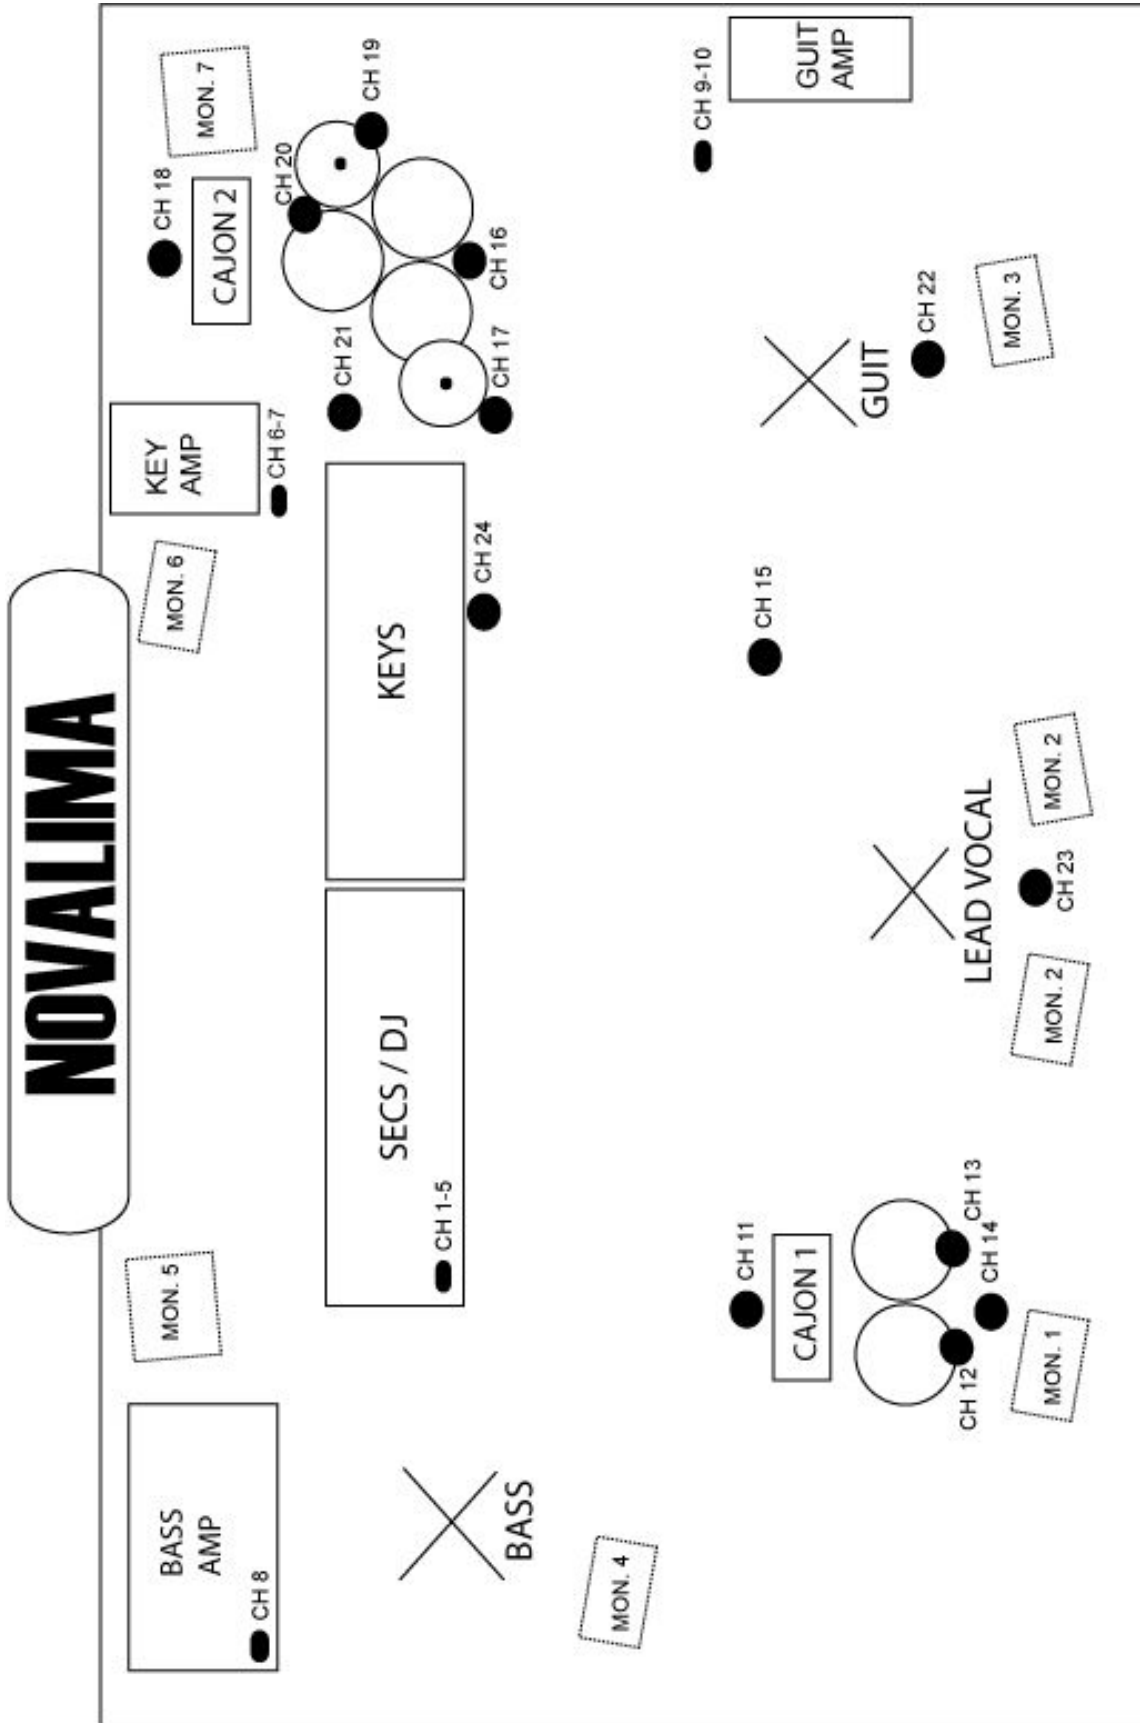 NOVALIMA
BASS
AMP
CH 8
MON. 5
MON. 6
KEY
AMP
CH 6-7
CH 18
CAJON 2
MON. 7
SECS / DJ
CH 1-5
KEYS
CH 24
CH 21
CH 20
CH 19
CH 17
CH 16
BASS
MON. 4
CH 11
CAJON 1
CH 12
CH 13
CH 14
MON. 1
CH 15
LEAD VOCAL
MON. 2
CH 23
MON. 2
GUIT
CH 22
MON. 3
CH 9-10
GUIT
AMP